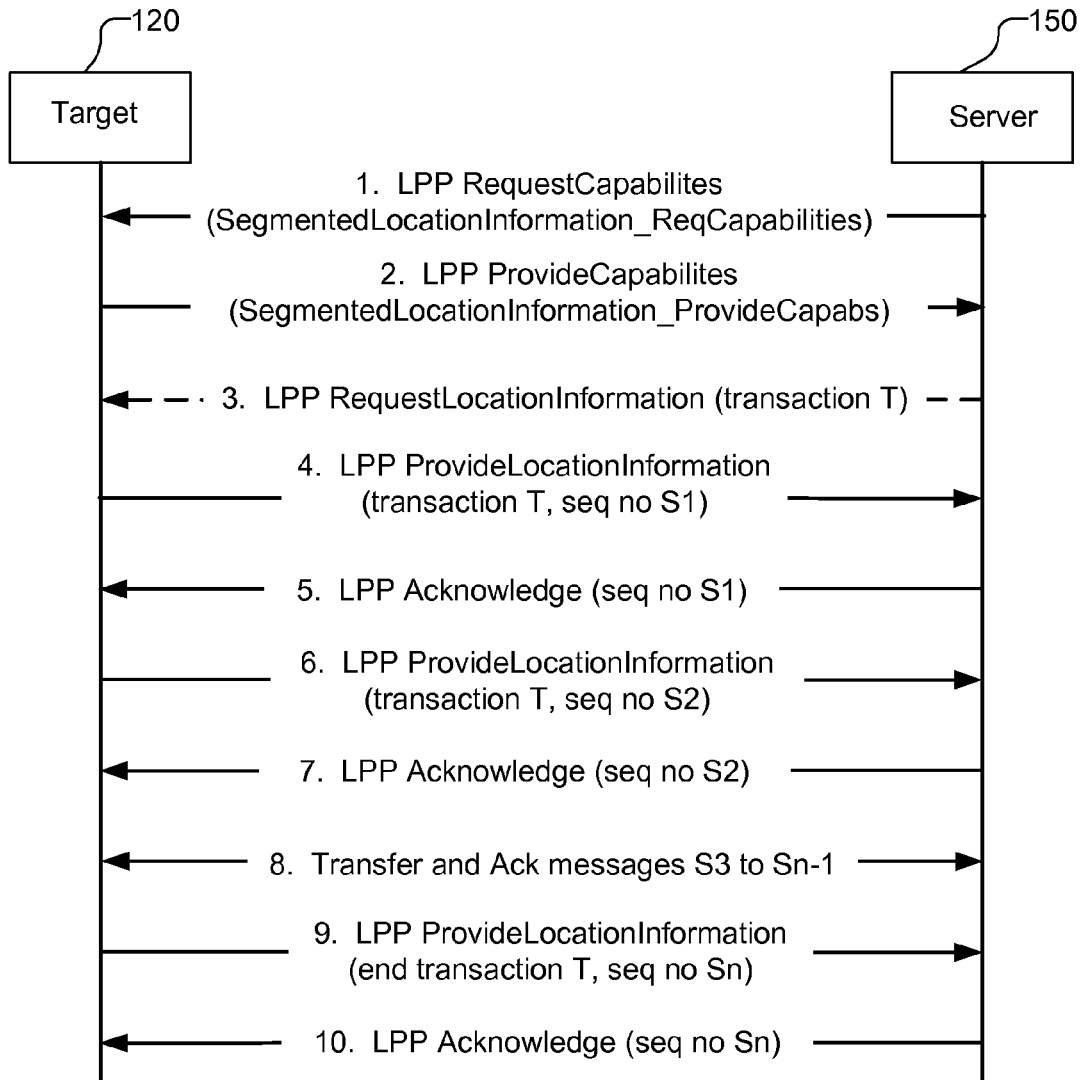 120
150
Target
Server
1. LPP RequestCapabilites
(SegmentedLocationInformation_ReqCapabilities)
2. LPP ProvideCapabilites
(SegmentedLocationInformation_ProvideCapabs)
3. LPP RequestLocationInformation (transaction T)
4. LPP ProvideLocationInformation
(transaction T, seq no S1)
5. LPP Acknowledge (seq no S1)
6. LPP ProvideLocationInformation
(transaction T, seq no S2)
7. LPP Acknowledge (seq no S2)
8. Transfer and Ack messages S3 to Sn-1
9. LPP ProvideLocationInformation
(end transaction T, seq no Sn)
10. LPP Acknowledge (seq no Sn)